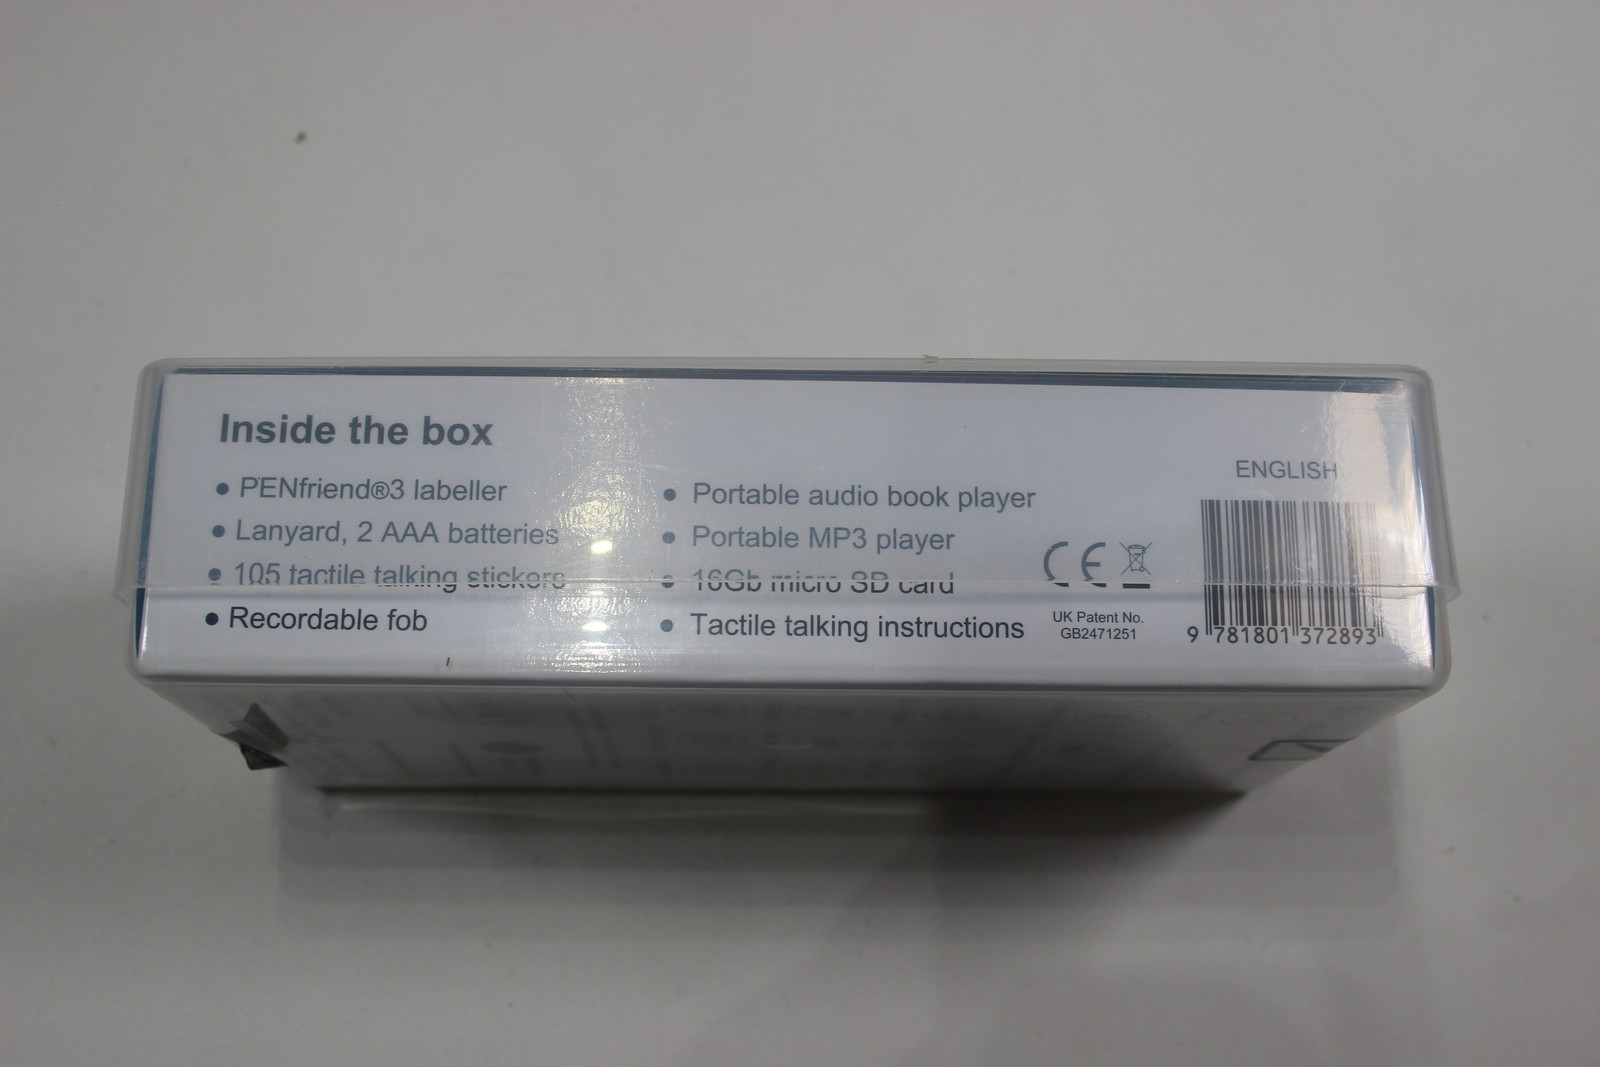 Inside the box
• PENfriend®3 labeller
• Lanyard, 2 AAA batteries
• 105 tactile talking stickers
• Recordable fob
• Portable audio book player
• Portable MP3 player
• 16Gb micro SD card
• Tactile talking instructions
CE
UK Patent No.
GB2471251
ENGLISH
9 781801 372893